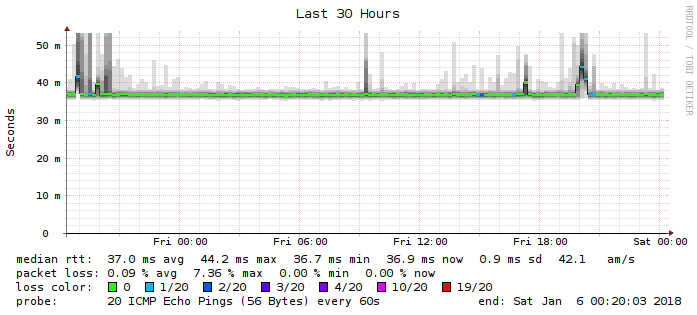 Last 30 Hours
RRDTOOL / TOBI OETIKER
Seconds
50 m
40 m
30 m
20 m
10 m
0
Fri 00:00 Fri 06:00 Fri 12:00 Fri 18:00 Sat 00:00
median rtt: 37.0 ms avg 44.2 ms max 36.7 ms min 36.9 ms now 0.9 ms sd 42.1 am/s
packet loss: 0.09 % avg 7.36 % max 0.00 % min 0.00 % now
loss color: 0 1/20 2/20 3/20 4/20 10/20 19/20
probe: 20 ICMP Echo Pings (56 Bytes) every 60s end: Sat Jan 6 00:20:03 2018